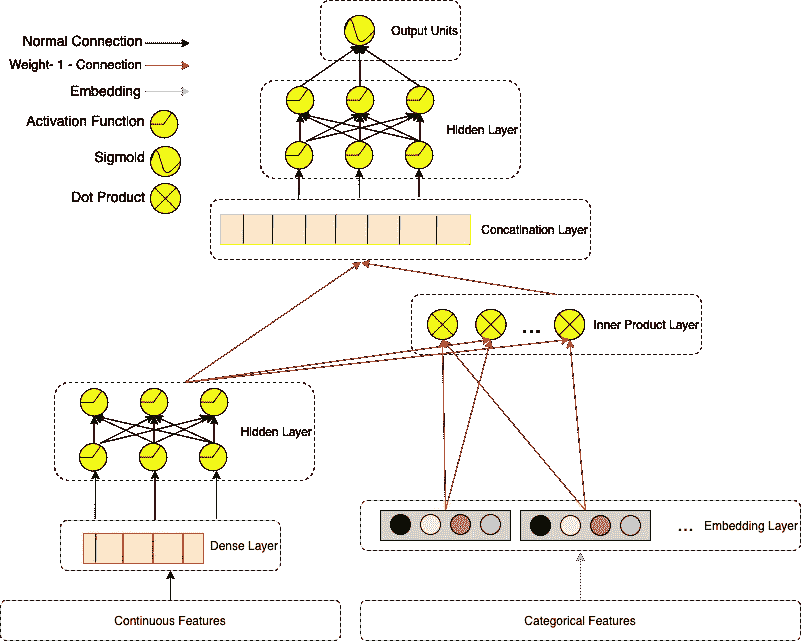 Output Units
Normal Connection
Weight- 1 - Connection
Embedding
Activation Function
Hidden Layer
Sigmoid
Dot Product
Concatination Layer
Inner Product Layer
Hidden Layer
Embedding Layer
Dense Layer
Continuous Features
Categorical Features